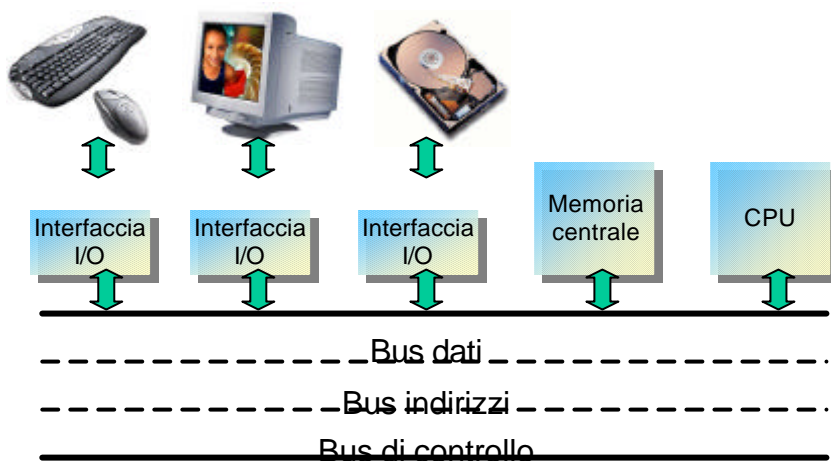 Interfaccia
I/O
Interfaccia
I/O
Interfaccia
I/O
Memoria
centrale
CPU
Bus dati
Bus indirizzi
Bus di controllo